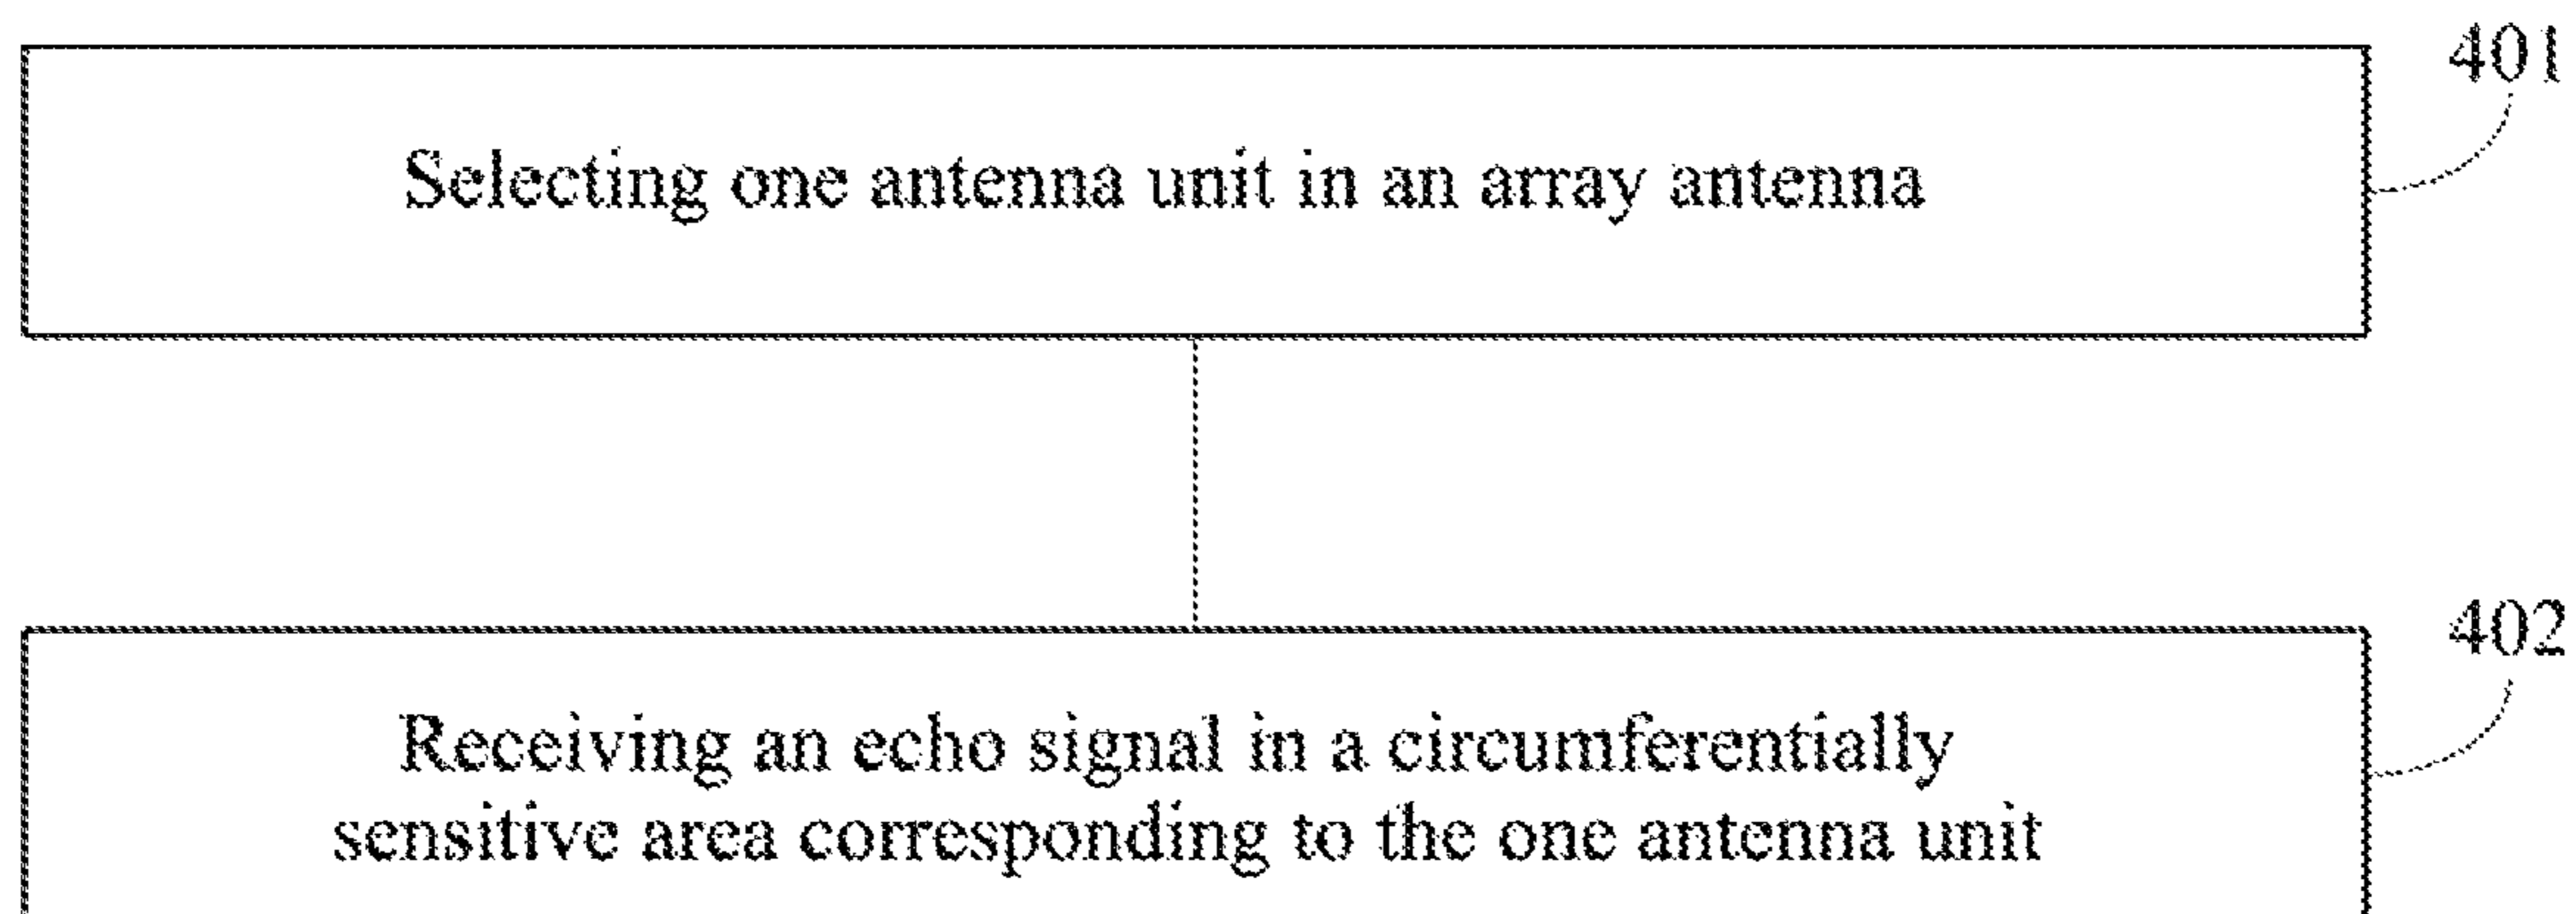 401
Selecting one antenna unit in an array antenna
402
Receiving an echo signal in a circumferentially
sensitive area corresponding to the one antenna unit